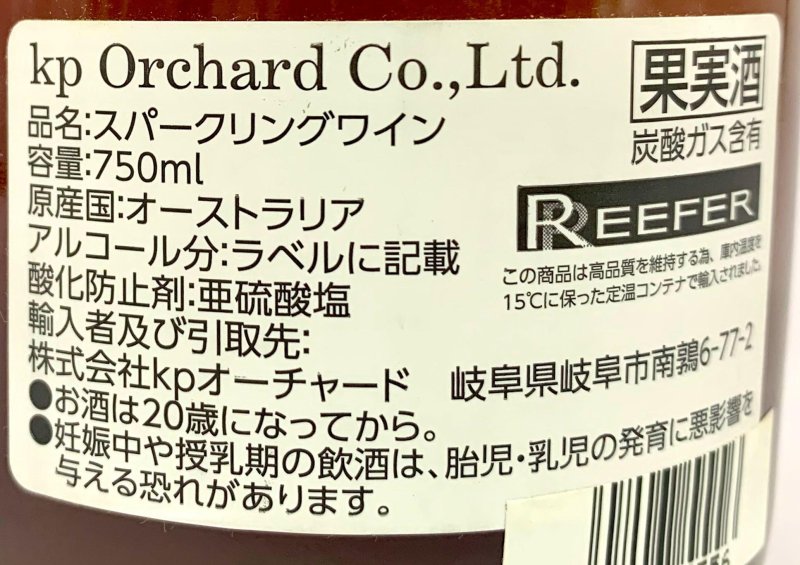 kp Orchard Co.,Ltd.
果実酒
炭酸ガス含有
品名:スパークリングワイン
容量:750ml
原産国:オーストラリア
アルコール分:ラベルに記載
酸化防止剤:亜硫酸塩
REEFER
この商品は高品質を維持する為、庫内温度を
15℃に保った定温コンテナで輸入されました。
輸入者及び引取先:
株式会社kpオーチャード 岐阜県岐阜市南鶉6-77-2
●お酒は20歳になってから。
●妊娠中や授乳期の飲酒は、胎児・乳児の発育に悪影響を
与える恐れがあります。